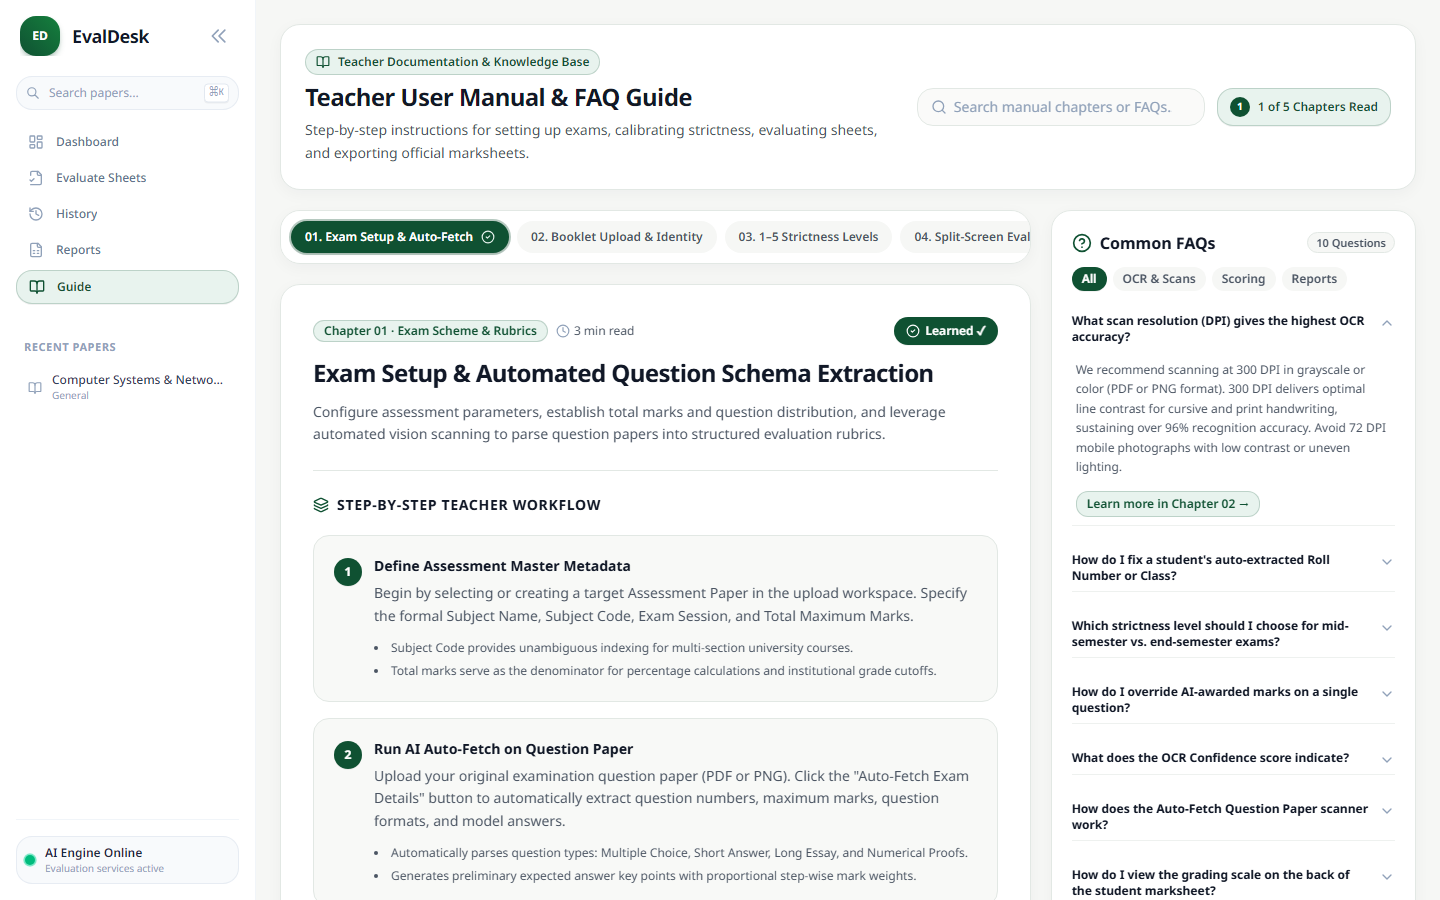 ED
EvalDesk
Search papers...
⌘K
Dashboard
Evaluate Sheets
History
Reports
Guide
RECENT PAPERS
Computer Systems & Netwo...
General
AI Engine Online
Evaluation services active
Teacher Documentation & Knowledge Base
Teacher User Manual & FAQ Guide
Step-by-step instructions for setting up exams, calibrating strictness, evaluating sheets,
and exporting official marksheets.
Search manual chapters or FAQs.
1
1 of 5 Chapters Read
01. Exam Setup & Auto-Fetch
02. Booklet Upload & Identity
03. 1–5 Strictness Levels
04. Split-Screen Eval
Chapter 01 · Exam Scheme & Rubrics
3 min read
Learned ✓
Exam Setup & Automated Question Schema Extraction
Configure assessment parameters, establish total marks and question distribution, and leverage
automated vision scanning to parse question papers into structured evaluation rubrics.
STEP-BY-STEP TEACHER WORKFLOW
1
Define Assessment Master Metadata
Begin by selecting or creating a target Assessment Paper in the upload workspace. Specify
the formal Subject Name, Subject Code, Exam Session, and Total Maximum Marks.
• Subject Code provides unambiguous indexing for multi-section university courses.
• Total marks serve as the denominator for percentage calculations and institutional grade cutoffs.
2
Run AI Auto-Fetch on Question Paper
Upload your original examination question paper (PDF or PNG). Click the "Auto-Fetch Exam
Details" button to automatically extract question numbers, maximum marks, question
formats, and model answers.
• Automatically parses question types: Multiple Choice, Short Answer, Long Essay, and Numerical Proofs.
• Generates preliminary expected answer key points with proportional step-wise mark weights.
Common FAQs
10 Questions
All
OCR & Scans
Scoring
Reports
What scan resolution (DPI) gives the highest OCR
accuracy?
We recommend scanning at 300 DPI in grayscale or
color (PDF or PNG format). 300 DPI delivers optimal
line contrast for cursive and print handwriting,
sustaining over 96% recognition accuracy. Avoid 72 DPI
mobile photographs with low contrast or uneven
lighting.
Learn more in Chapter 02 →
How do I fix a student's auto-extracted Roll
Number or Class?
Which strictness level should I choose for mid-
semester vs. end-semester exams?
How do I override AI-awarded marks on a single
question?
What does the OCR Confidence score indicate?
How does the Auto-Fetch Question Paper scanner
work?
How do I view the grading scale on the back of
the student marksheet?